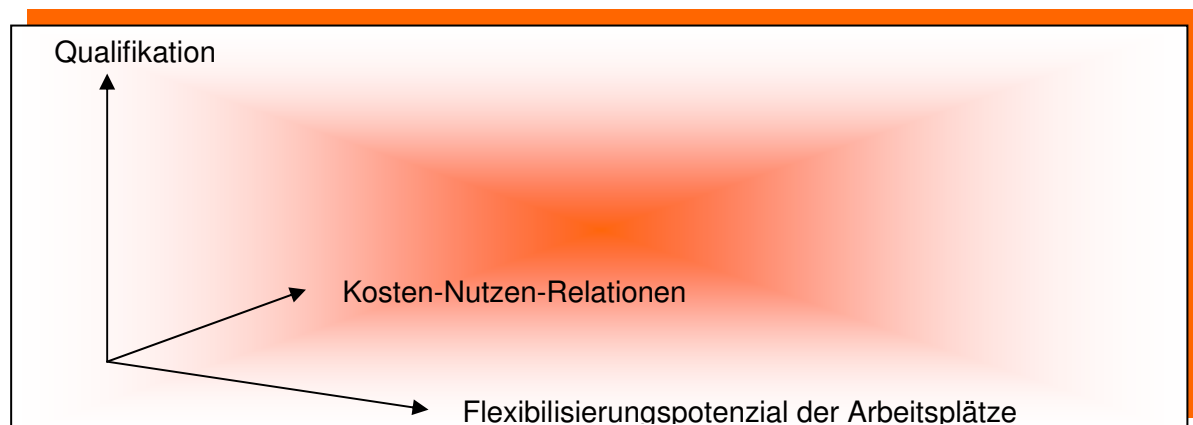 Qualifikation
Kosten-Nutzen-Relationen
Flexibilisierungspotenzial der Arbeitsplätze